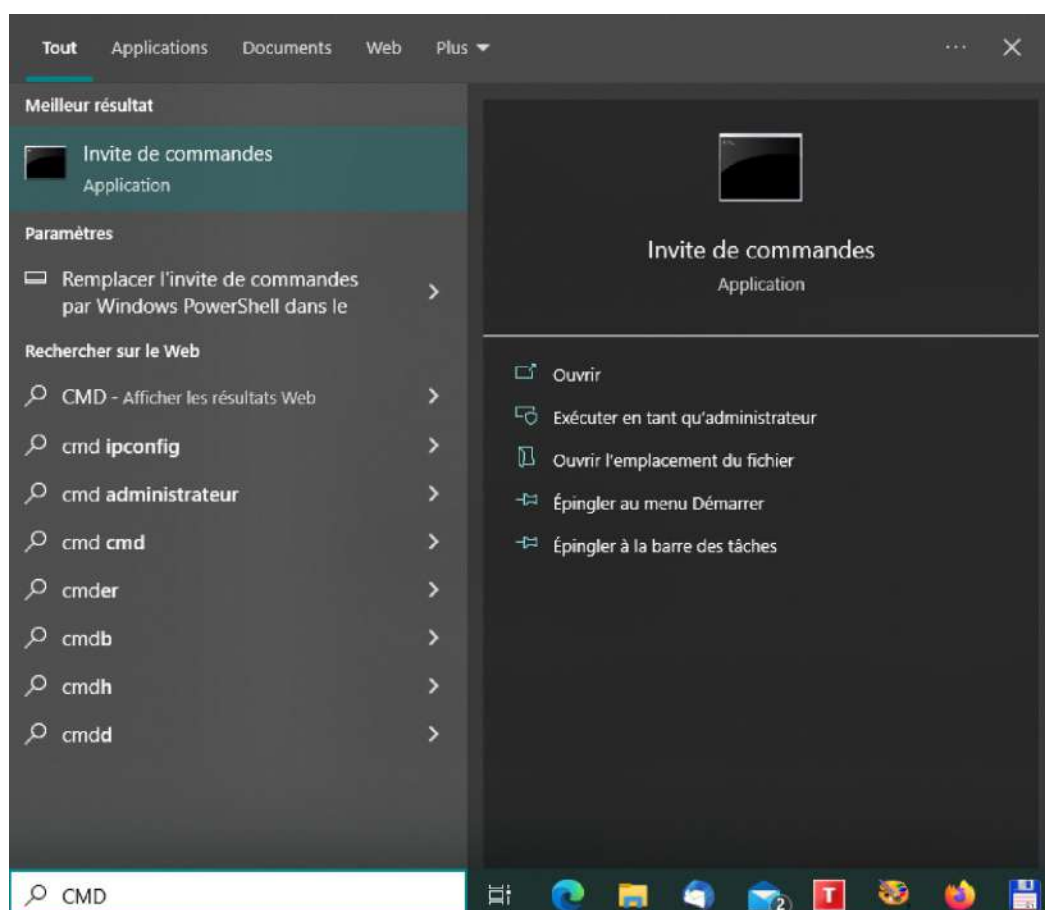 Tout Applications Documents Web Plus
Meilleur résultat
Invite de commandes
Application
Paramètres
Remplacer l'invite de commandes
par Windows PowerShell dans le
Rechercher sur le Web
CMD - Afficher les résultats Web
cmd ipconfig
cmd administrateur
cmd cmd
cmder
cmdb
cmdh
cmdd
Invite de commandes
Application
Ouvrir
Exécuter en tant qu'administrateur
Ouvrir l'emplacement du fichier
Épingler au menu Démarrer
Épingler à la barre des tâches
CMD
2
T